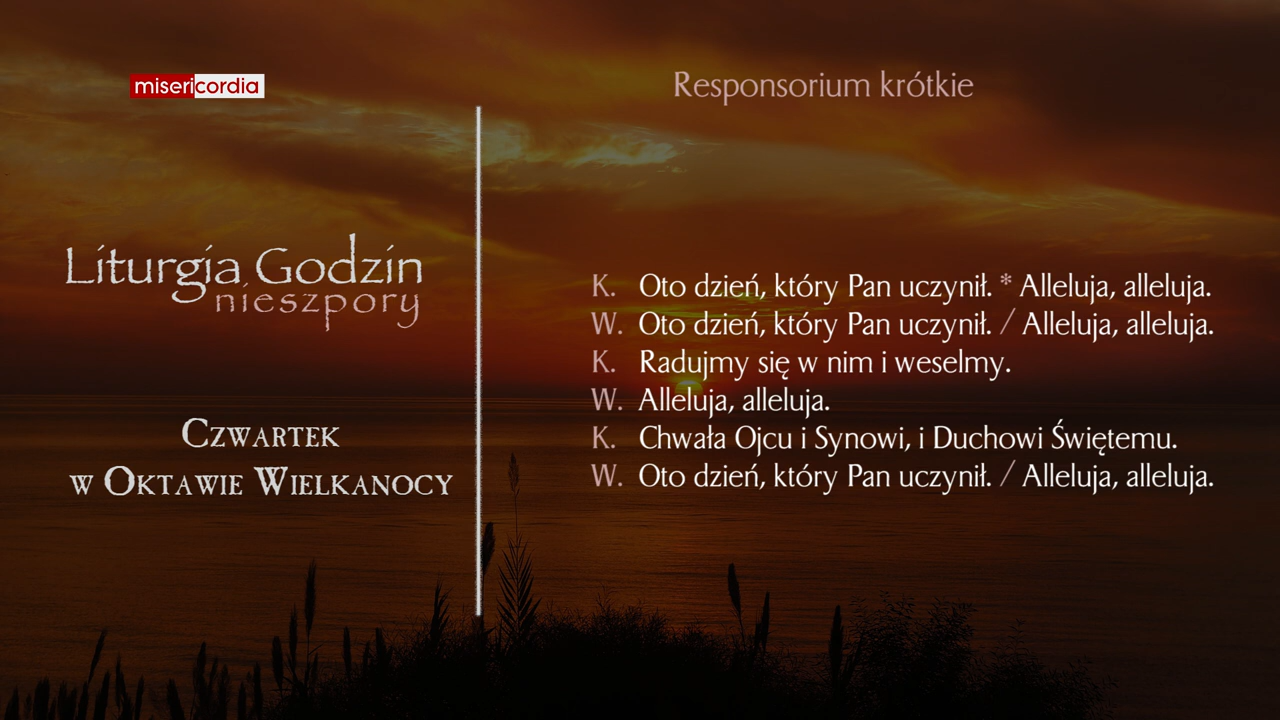 misericordia
Liturgia Godzin
nieszpory
Czwartek
w Oktawie Wielkanocy
Responsorium krótkie
K. Oto dzień, który Pan uczynił. * Alleluja, alleluja.
W. Oto dzień, który Pan uczynił. / Alleluja, alleluja.
K. Radujmy się w nim i weselmy.
W. Alleluja, alleluja.
K. Chwała Ojcu i Synowi, i Duchowi Świętemu.
W. Oto dzień, który Pan uczynił. / Alleluja, alleluja.